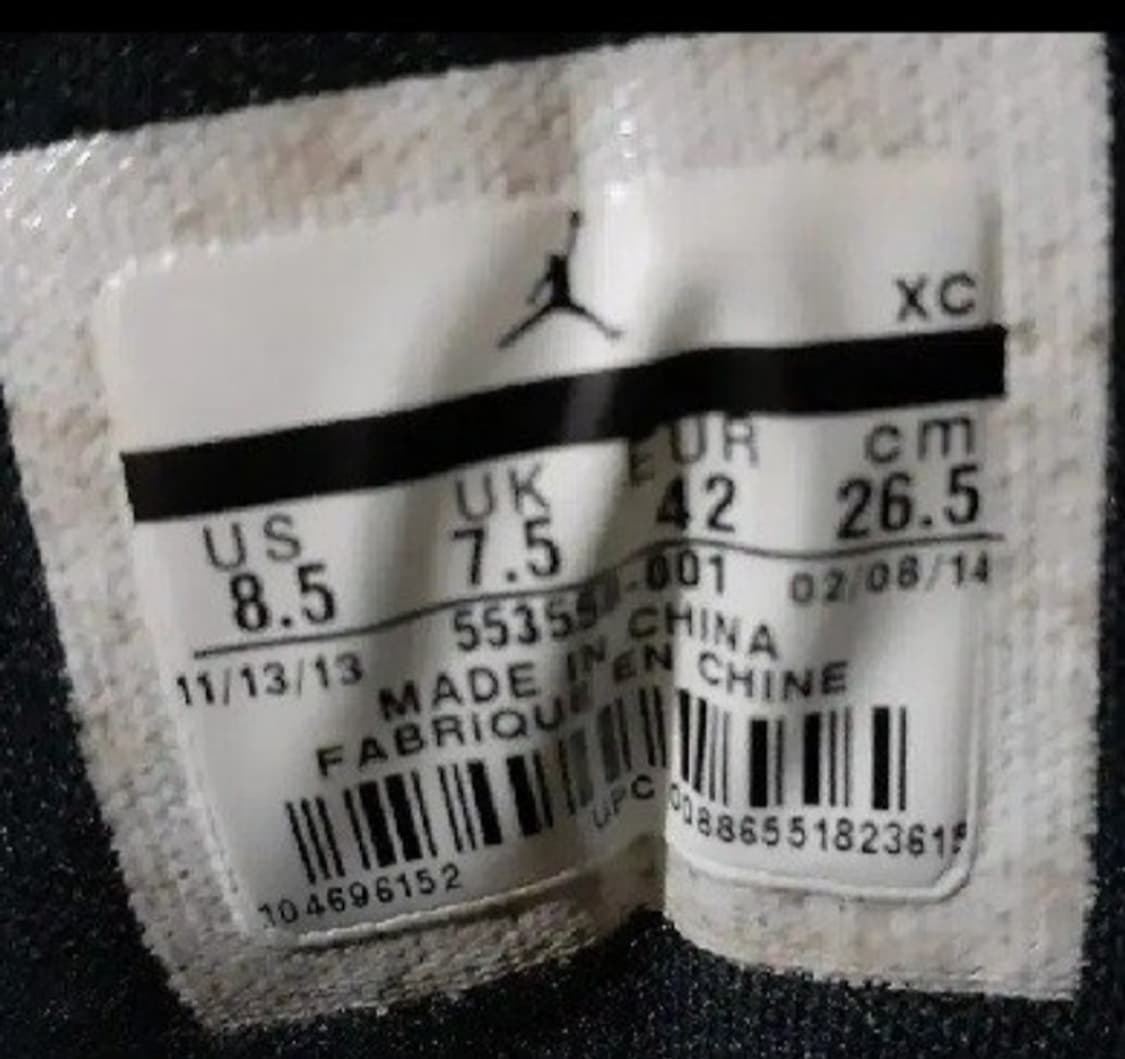 XC
US UK EUR cm
8.5 7.5 42 26.5
11/13/13 02/08/14
MADE IN CHINA
FABRIQUE EN CHINE
UPC
104696152